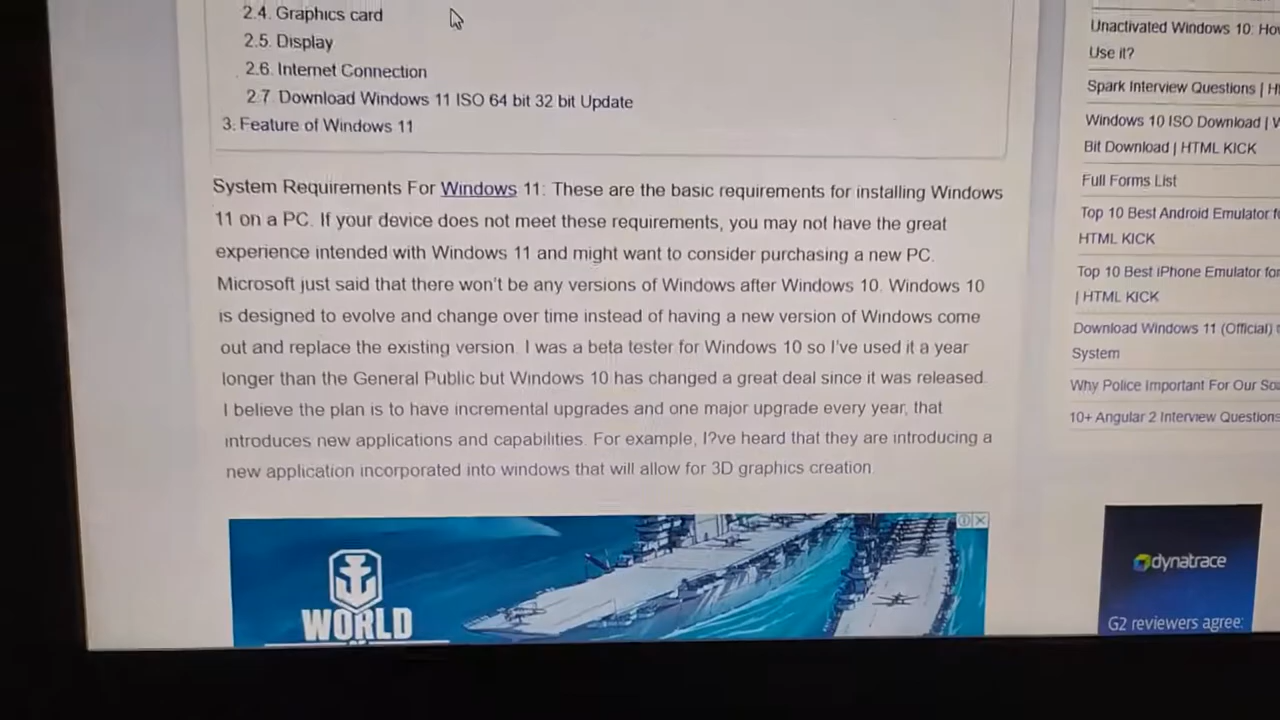 2.4. Graphics card
2.5. Display
2.6. Internet Connection
2.7. Download Windows 11 ISO 64 bit 32 bit Update
3. Feature of Windows 11
System Requirements For Windows 11: These are the basic requirements for installing Windows
11 on a PC. If your device does not meet these requirements, you may not have the great
experience intended with Windows 11 and might want to consider purchasing a new PC.
Microsoft just said that there won't be any versions of Windows after Windows 10. Windows 10
is designed to evolve and change over time instead of having a new version of Windows come
out and replace the existing version. I was a beta tester for Windows 10 so I've used it a year
longer than the General Public but Windows 10 has changed a great deal since it was released.
I believe the plan is to have incremental upgrades and one major upgrade every year, that
introduces new applications and capabilities. For example, I?ve heard that they are introducing a
new application incorporated into windows that will allow for 3D graphics creation.
WORLD
Unactivated Windows 10: How
Use it?
Spark Interview Questions |
Windows 10 ISO Download |
Bit Download | HTML KICK
Full Forms List
Top 10 Best Android Emulator
HTML KICK
Top 10 Best iPhone Emulator for
| HTML KICK
Download Windows 11 (Official)
System
Why Police Important For Our
10+ Angular 2 Interview Questions
dynatrace
G2 reviewers agree: